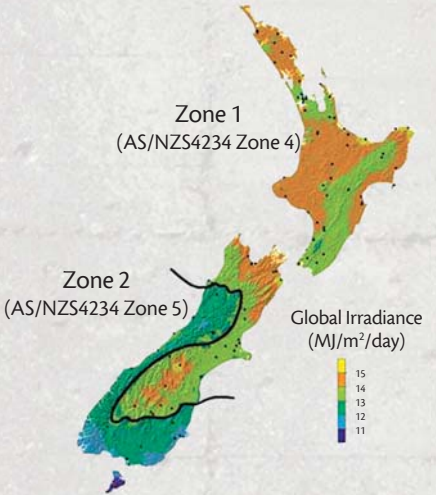 Zone 1
(AS/NZS4234 Zone 4)
Zone 2
(AS/NZS4234 Zone 5)
Global Irradiance
(MJ/m²/day)
15
14
13
12
11